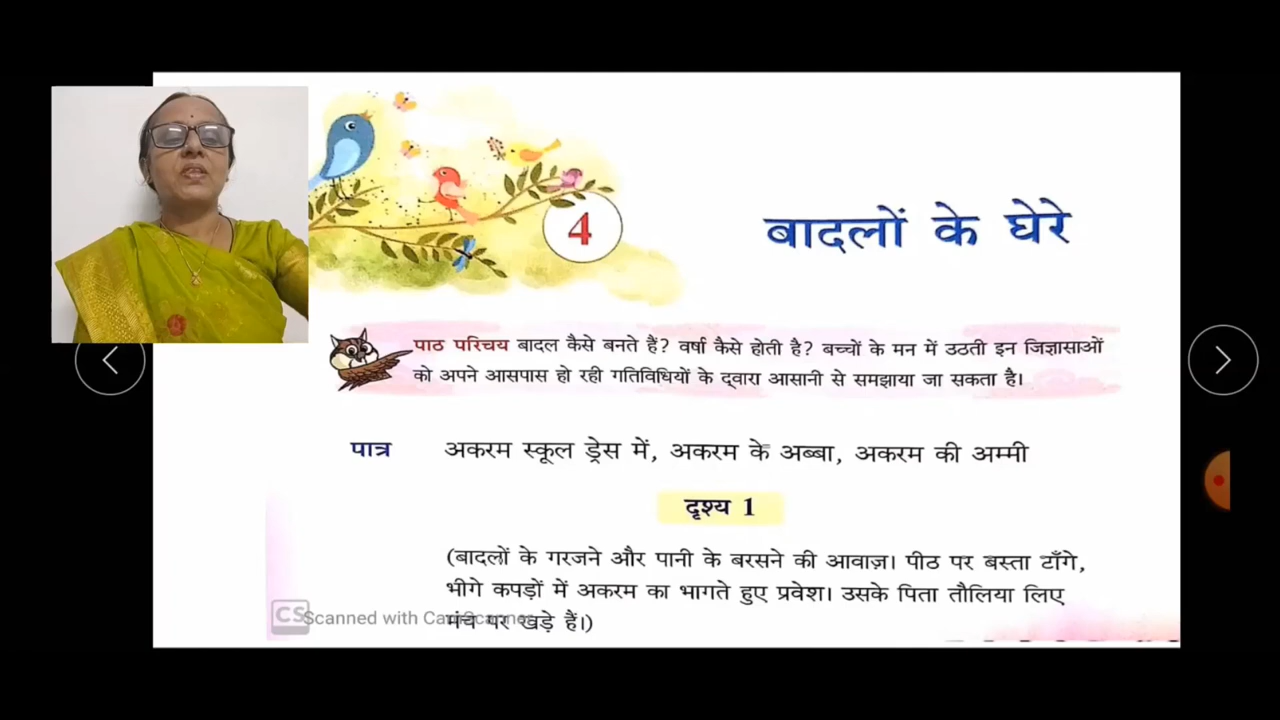 4
बादलों के घेरे
पाठ परिचय बादल कैसे बनते हैं? वर्षा कैसे होती है? बच्चों के मन में उठती इन जिज्ञासाओं
को अपने आसपास हो रही गतिविधियों के द्वारा आसानी से समझाया जा सकता है।
पात्र अकरम स्कूल ड्रेस में, अकरम के अब्बा, अकरम की अम्मी
दृश्य 1
(बादलों के गरजने और पानी के बरसने की आवाज़। पीठ पर बस्ता टाँगे,
भीगे कपड़ों में अकरम का भागते हुए प्रवेश। उसके पिता तौलिया लिए
मंच पर खड़े हैं।)
CS Scanned with CamScanner